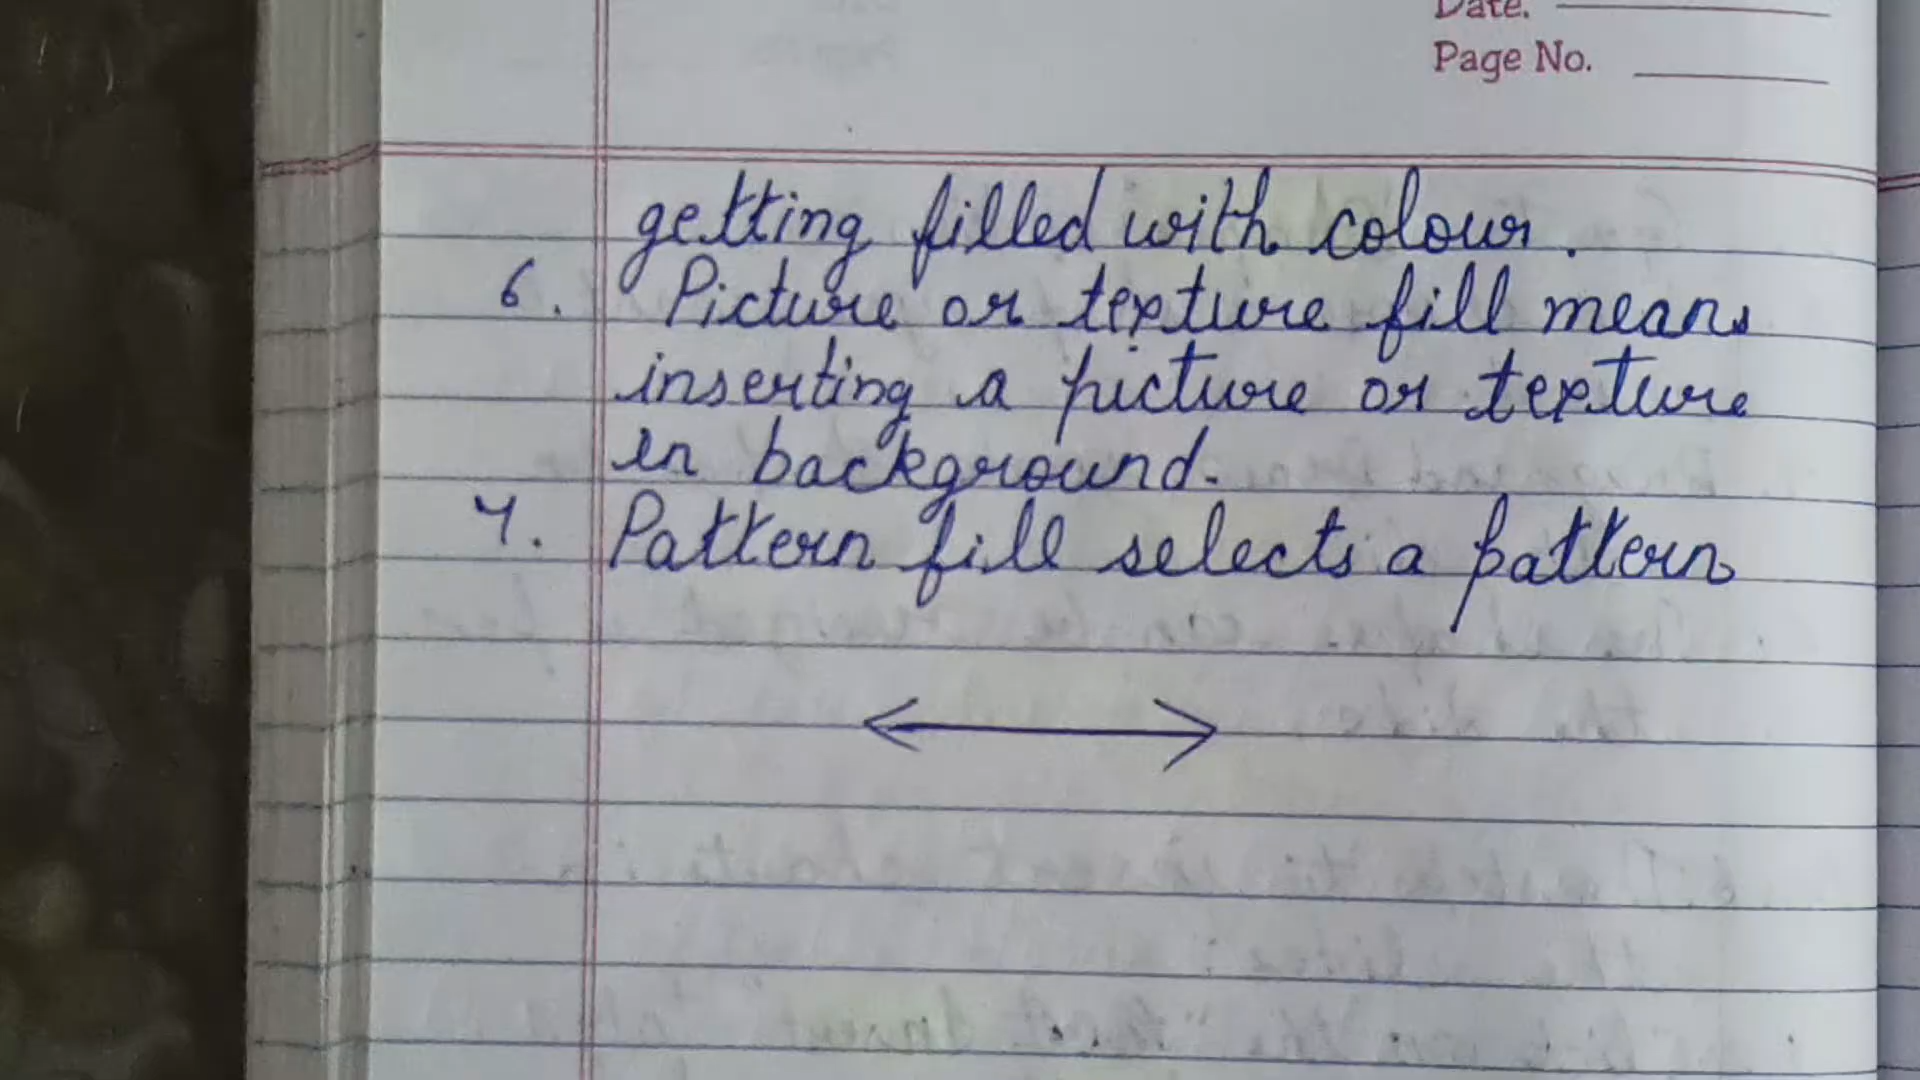 Date.
Page No.
getting filled with colour.
6. Picture or texture fill means
inserting a picture or texture
in background.
7. Pattern fill selects a pattern